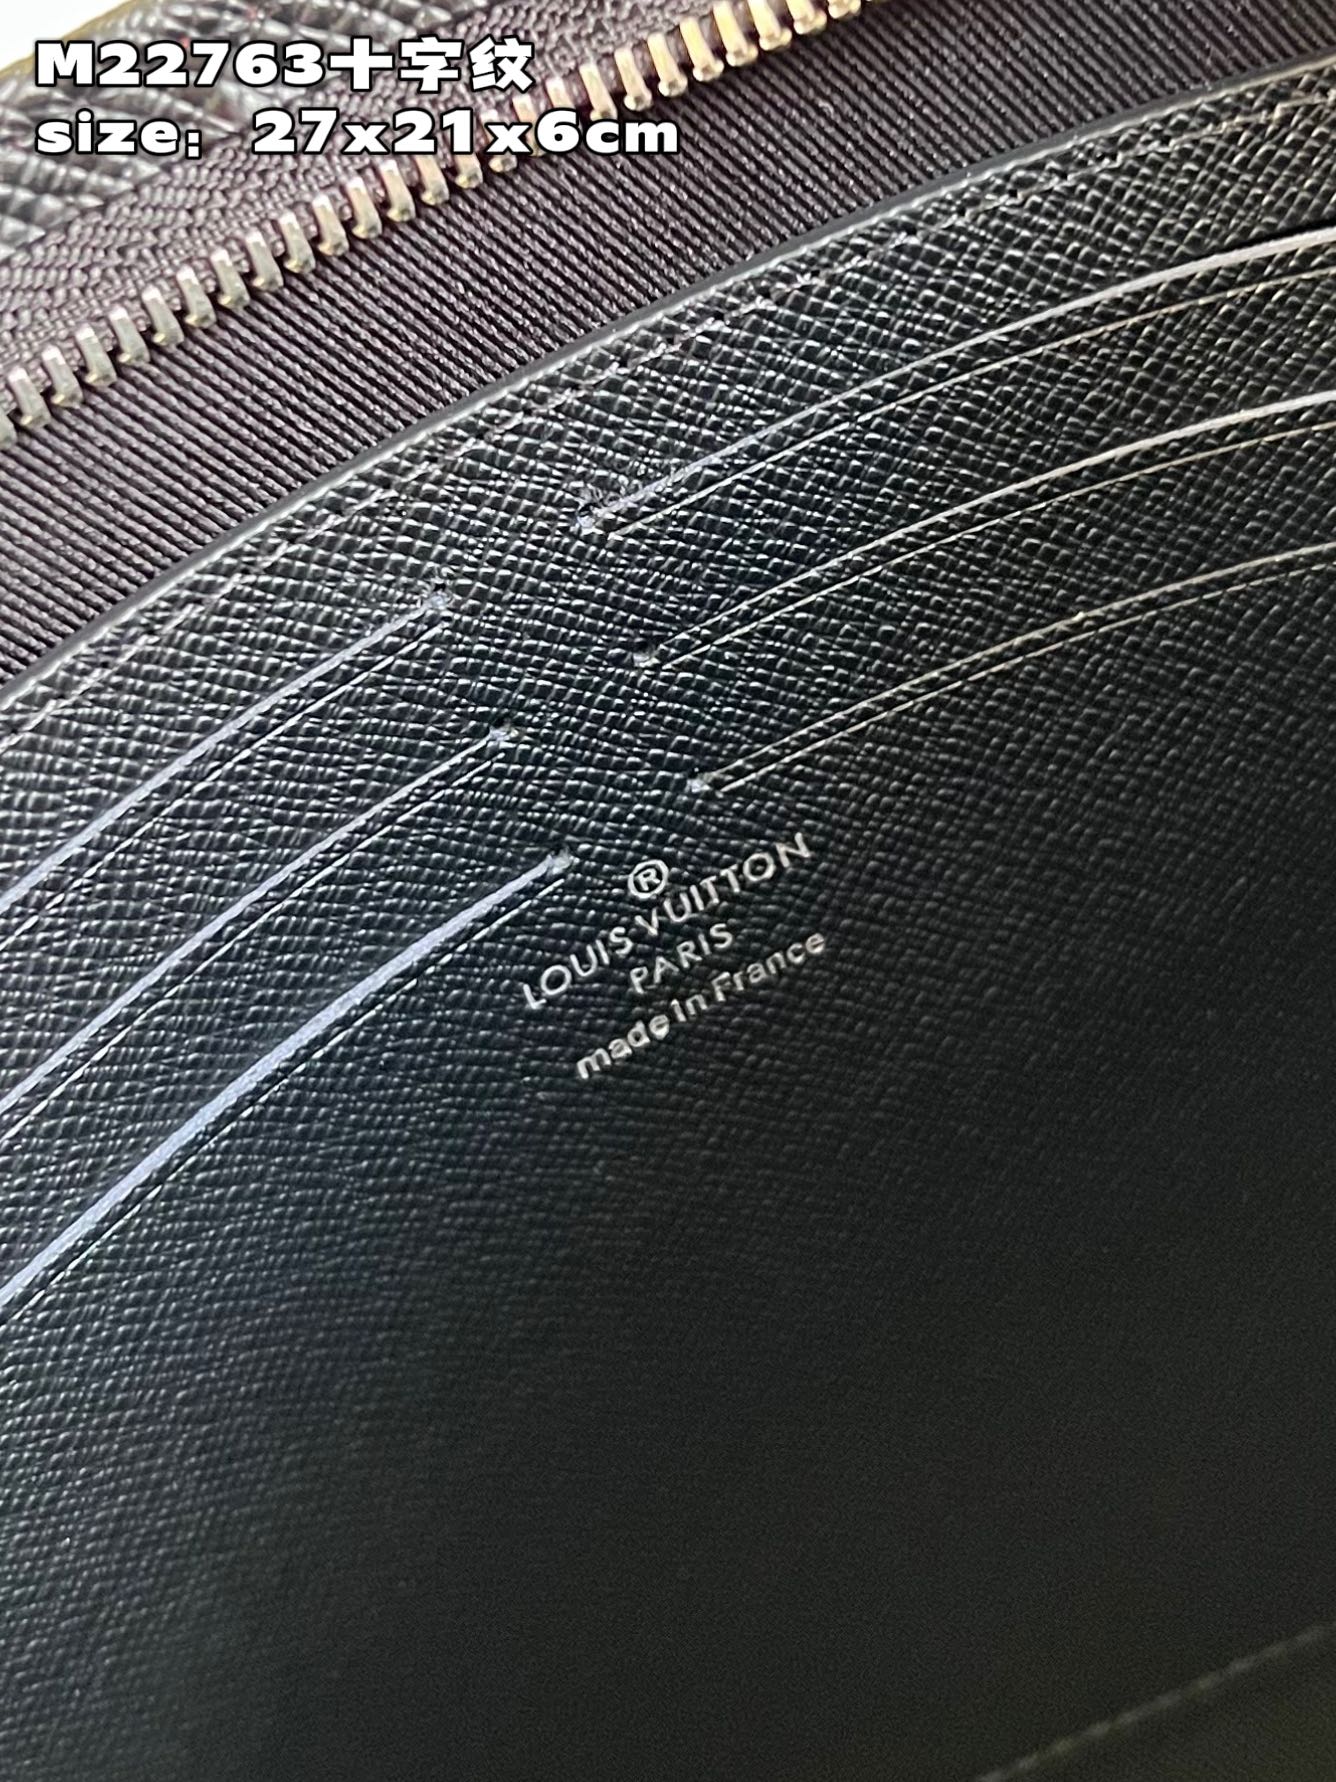 M22763十字纹
size：27x21x6cm
®
LOUIS VUITTON
PARIS
made in France